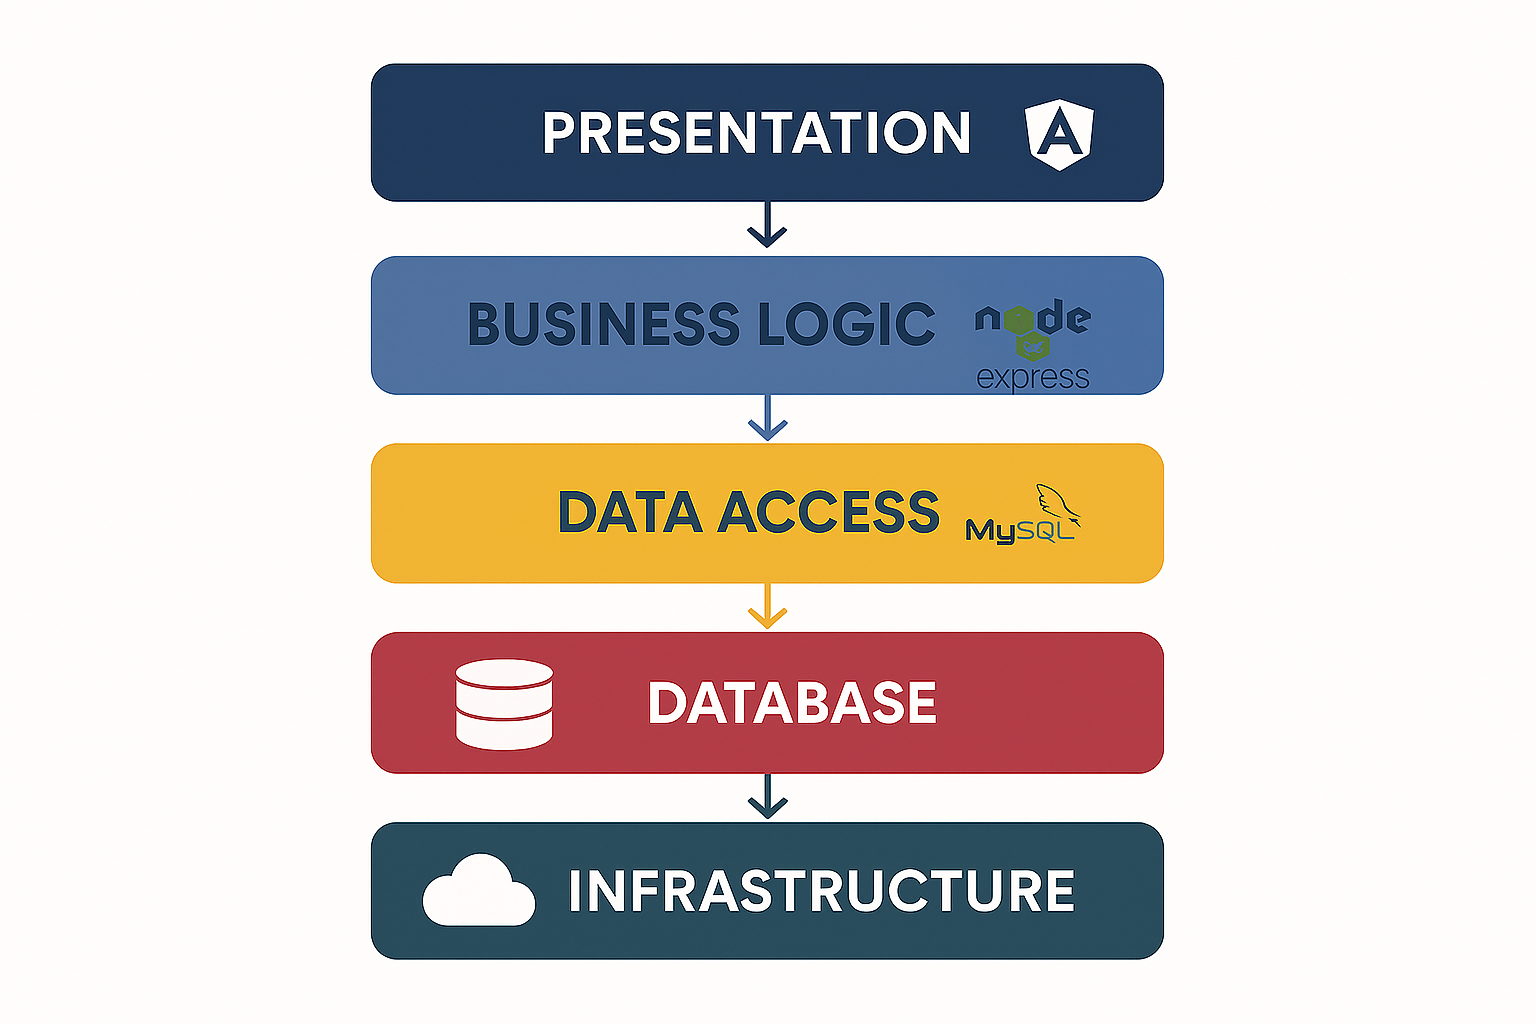 PRESENTATION
BUSINESS LOGIC
node
express
DATA ACCESS
MySQL
DATABASE
INFRASTRUCTURE